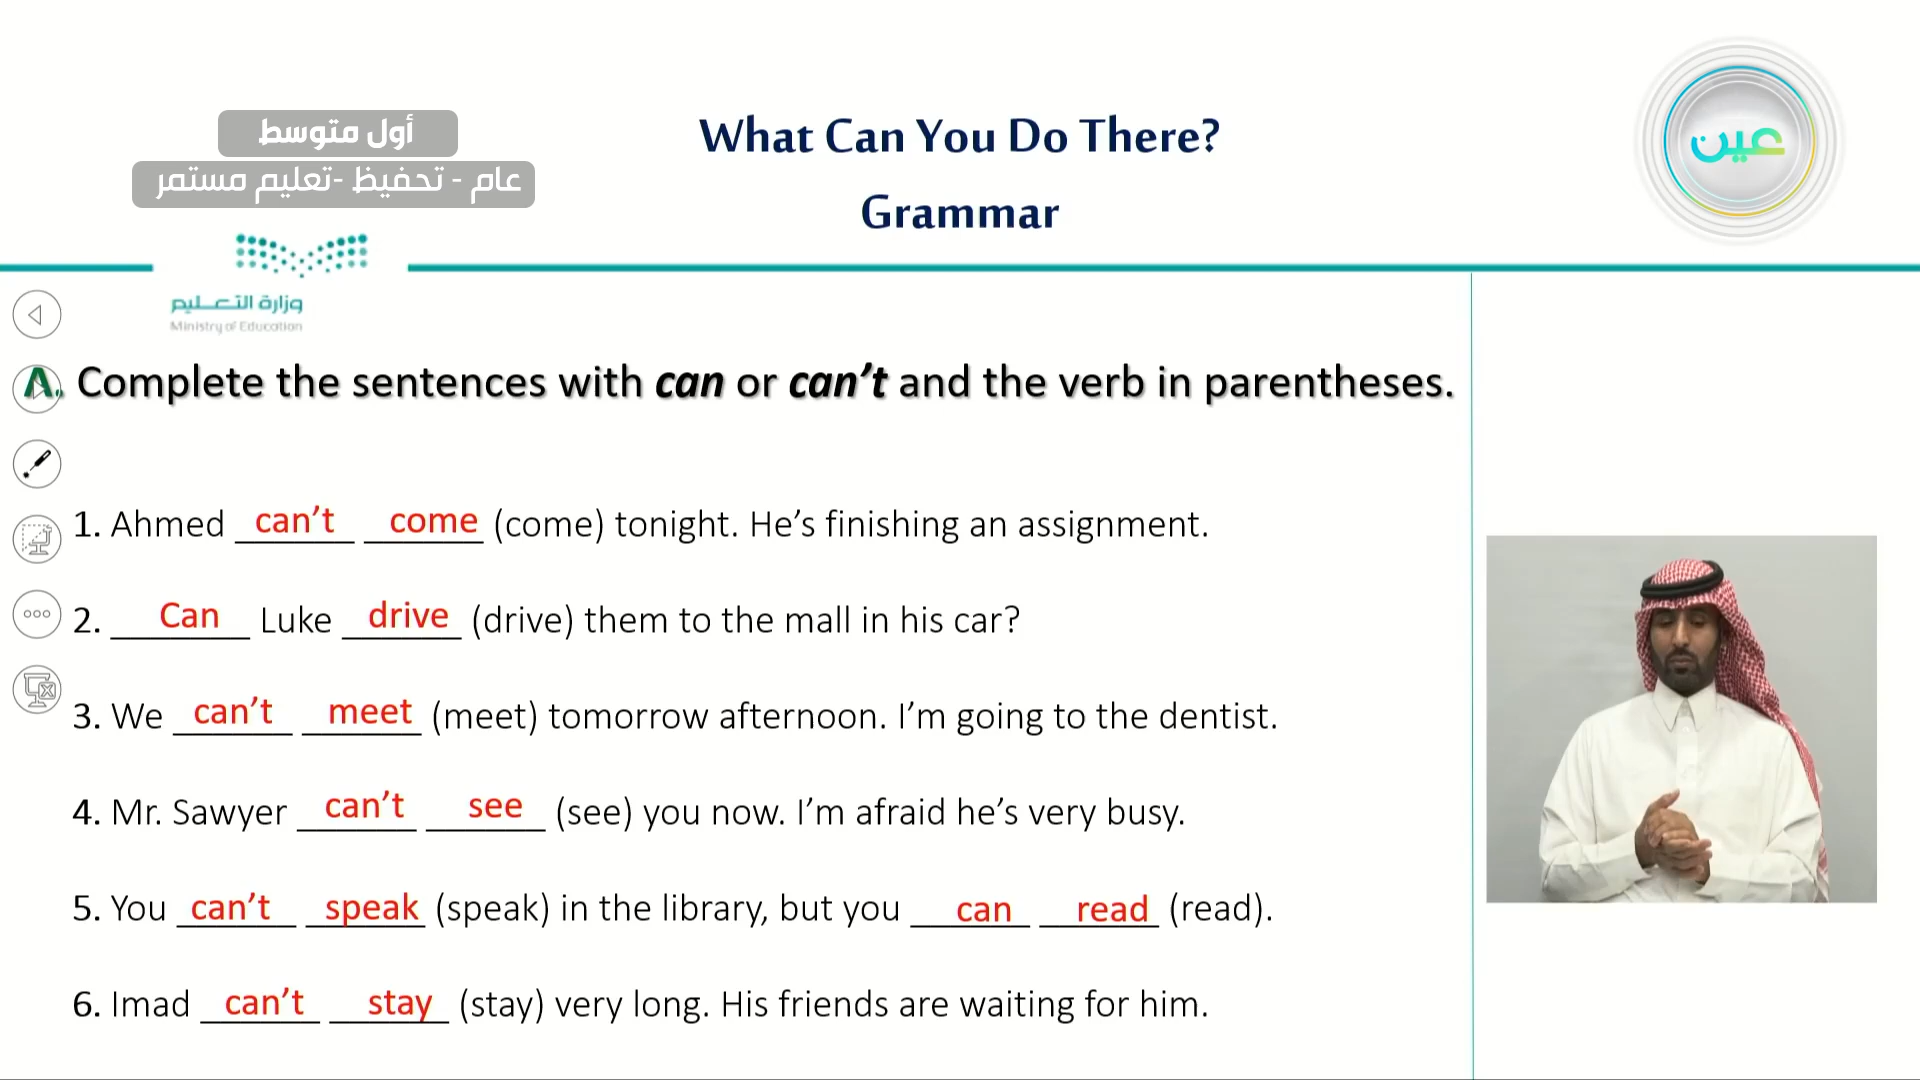 أول متوسط
عام - تحفيظ -تعليم مستمر
What Can You Do There?
Grammar
عين
وزارة التعليم
Ministry of Education
A. Complete the sentences with can or can’t and the verb in parentheses.
1. Ahmed can’t come (come) tonight. He’s finishing an assignment.
2. Can Luke drive (drive) them to the mall in his car?
3. We can’t meet (meet) tomorrow afternoon. I’m going to the dentist.
4. Mr. Sawyer can’t see (see) you now. I’m afraid he’s very busy.
5. You can’t speak (speak) in the library, but you can read (read).
6. Imad can’t stay (stay) very long. His friends are waiting for him.